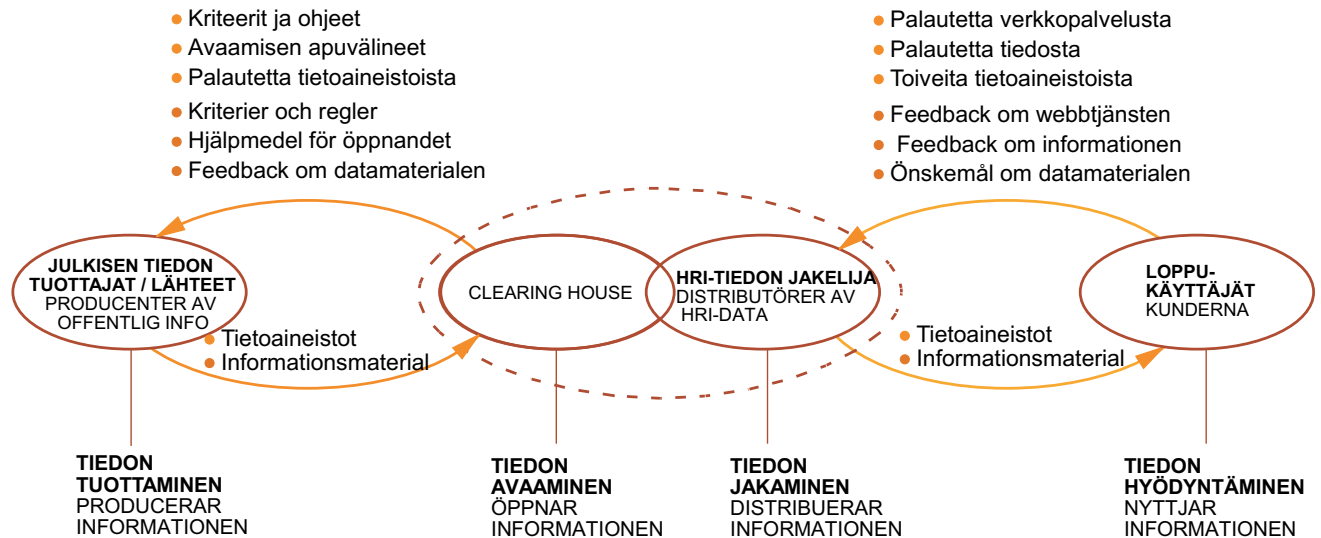 Kriteerit ja ohjeet
Avaamisen apuvälineet
Palautetta tietoaineistoista
Kriterier och regler
Hjälpmedel för öppnandet
Feedback om datamaterialen
Palautetta verkkopalvelusta
Palautetta tiedosta
Toiveita tietoaineistoista
Feedback om webbtjänsten
Feedback om informationen
Önskemål om datamaterialen
JULKISEN TIEDON
TUOTTAJAT / LÄHTEET
PRODUCENTER AV
OFFENTLIG INFO
CLEARING HOUSE
HRI-TIEDON JAKELIJA
DISTRIBUTÖRER AV
HRI-DATA
LOPPU-
KÄYTTÄJÄT
KUNDERNA
Tietoaineistot
Informationsmaterial
Tietoaineistot
Informationsmaterial
TIEDON
TUOTTAMINEN
PRODUCERAR
INFORMATIONEN
TIEDON
AVAAMINEN
ÖPPNAR
INFORMATIONEN
TIEDON
JAKAMINEN
DISTRIBUERAR
INFORMATIONEN
TIEDON
HYÖDYNTÄMINEN
NYTTJAR
INFORMATIONEN